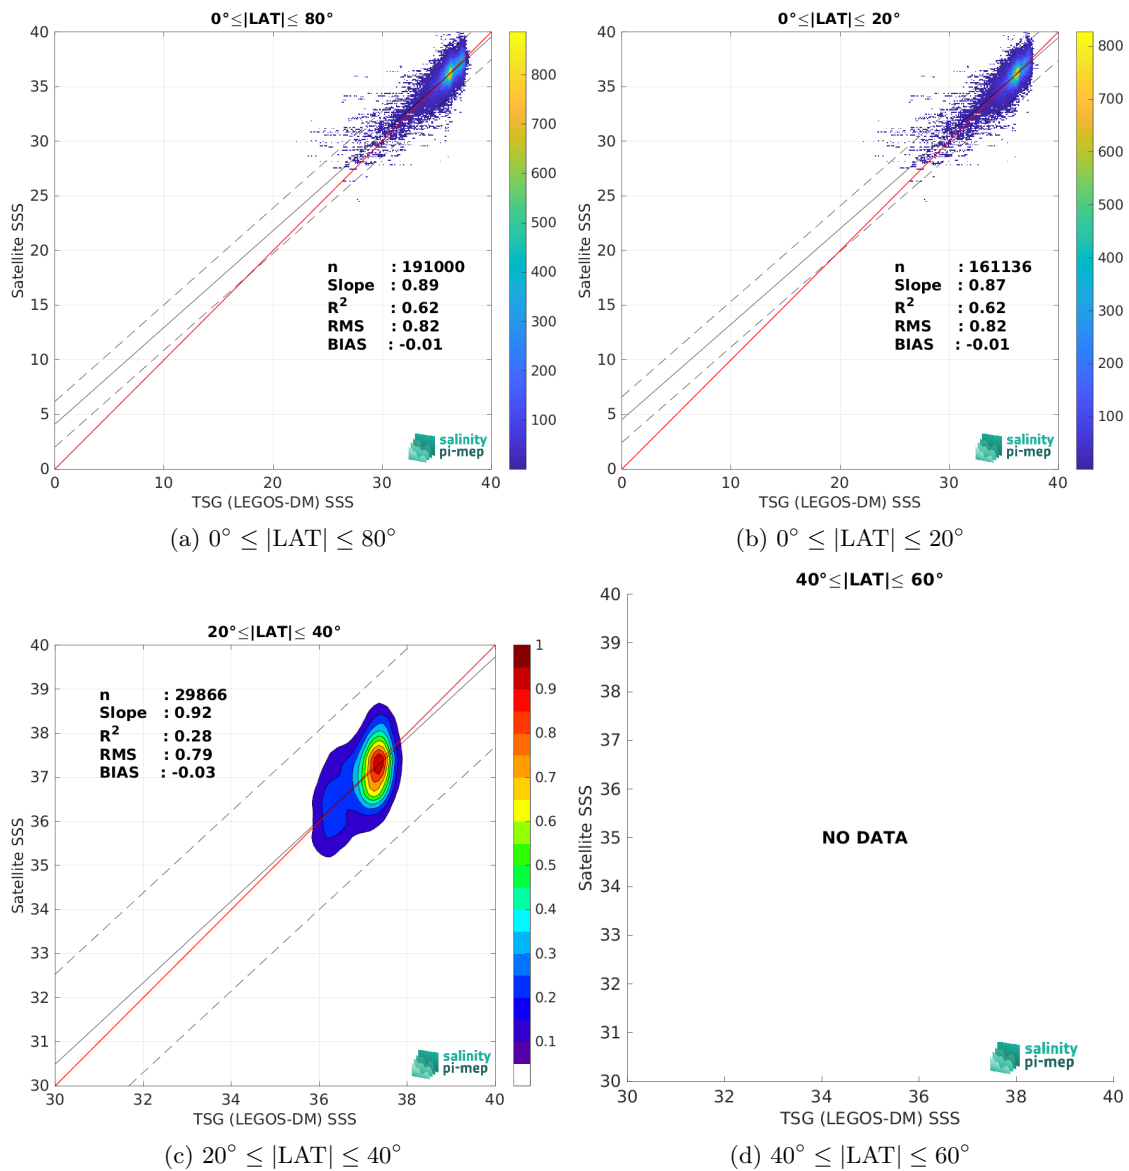 0°≤|LAT|≤ 80°
40
35
30
25
20
15
10
5
0
Satellite SSS
n : 191000
Slope : 0.89
R² : 0.62
RMS : 0.82
BIAS : -0.01
salinity
pi-mep
0 10 20 30 40
TSG (LEGOS-DM) SSS
800
700
600
500
400
300
200
100
(a) 0° ≤ |LAT| ≤ 80°
0°≤|LAT|≤ 20°
40
35
30
25
20
15
10
5
0
Satellite SSS
n : 161136
Slope : 0.87
R² : 0.62
RMS : 0.82
BIAS : -0.01
salinity
pi-mep
0 10 20 30 40
TSG (LEGOS-DM) SSS
800
700
600
500
400
300
200
100
(b) 0° ≤ |LAT| ≤ 20°
20°≤|LAT|≤ 40°
40
39
38
37
36
35
34
33
32
31
30
Satellite SSS
n : 29866
Slope : 0.92
R² : 0.28
RMS : 0.79
BIAS : -0.03
salinity
pi-mep
30 32 34 36 38 40
TSG (LEGOS-DM) SSS
1
0.9
0.8
0.7
0.6
0.5
0.4
0.3
0.2
0.1
(c) 20° ≤ |LAT| ≤ 40°
40°≤|LAT|≤ 60°
40
39
38
37
36
35
34
33
32
31
30
Satellite SSS
NO DATA
salinity
pi-mep
30 32 34 36 38 40
TSG (LEGOS-DM) SSS
(d) 40° ≤ |LAT| ≤ 60°